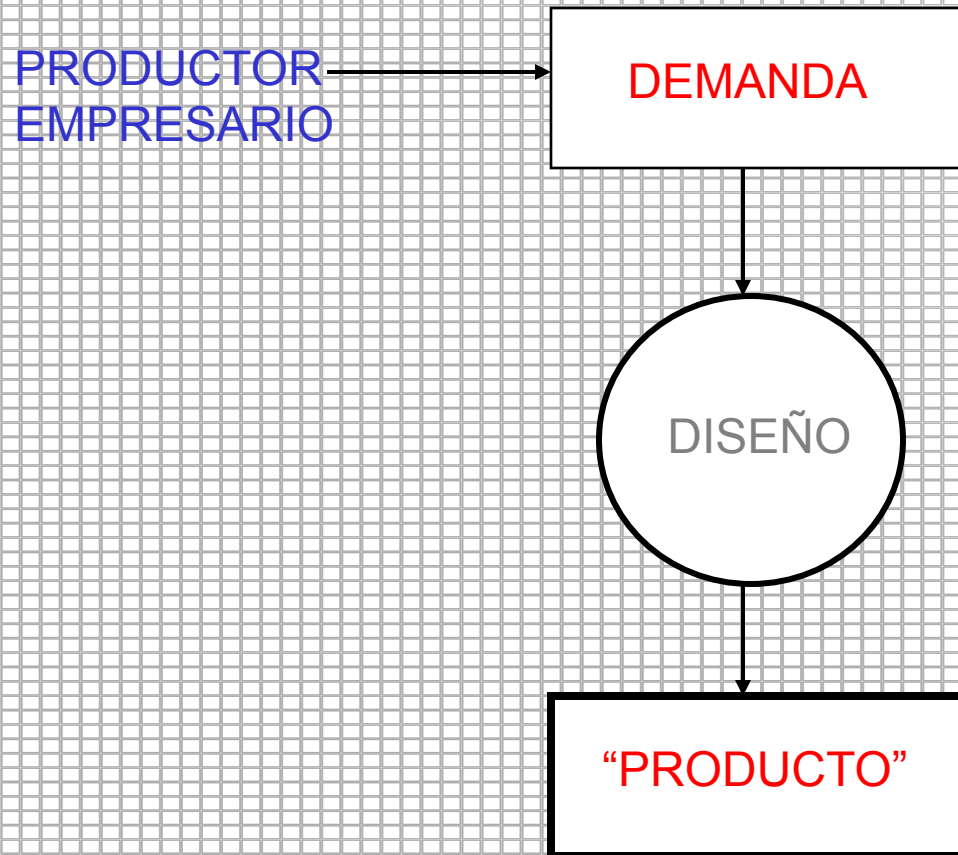 PRODUCTOR
EMPRESARIO
DEMANDA
DISEÑO
“PRODUCTO”